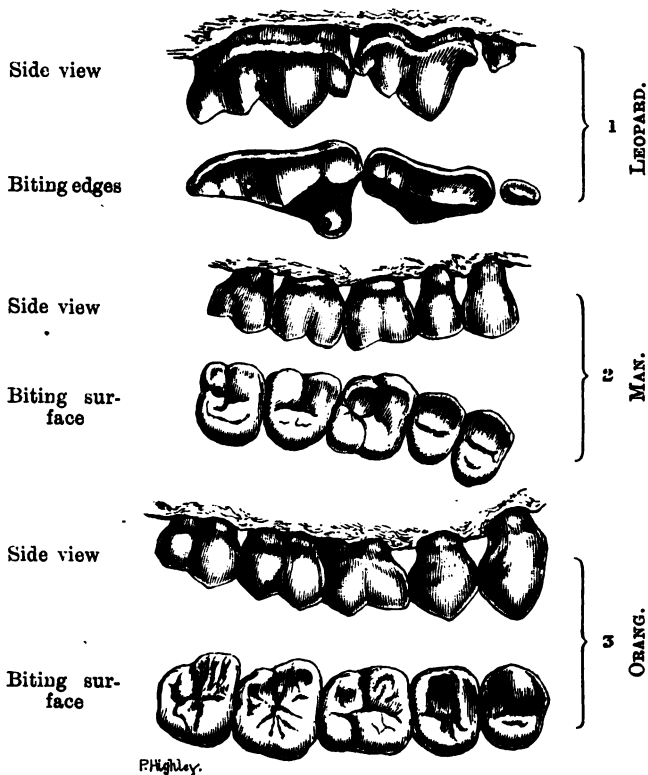 Side view
Biting edges
1
LEOPARD.
Side view
Biting sur-
face
2
MAN.
Side view
Biting sur-
face
3
ORANG.
P. Highley.